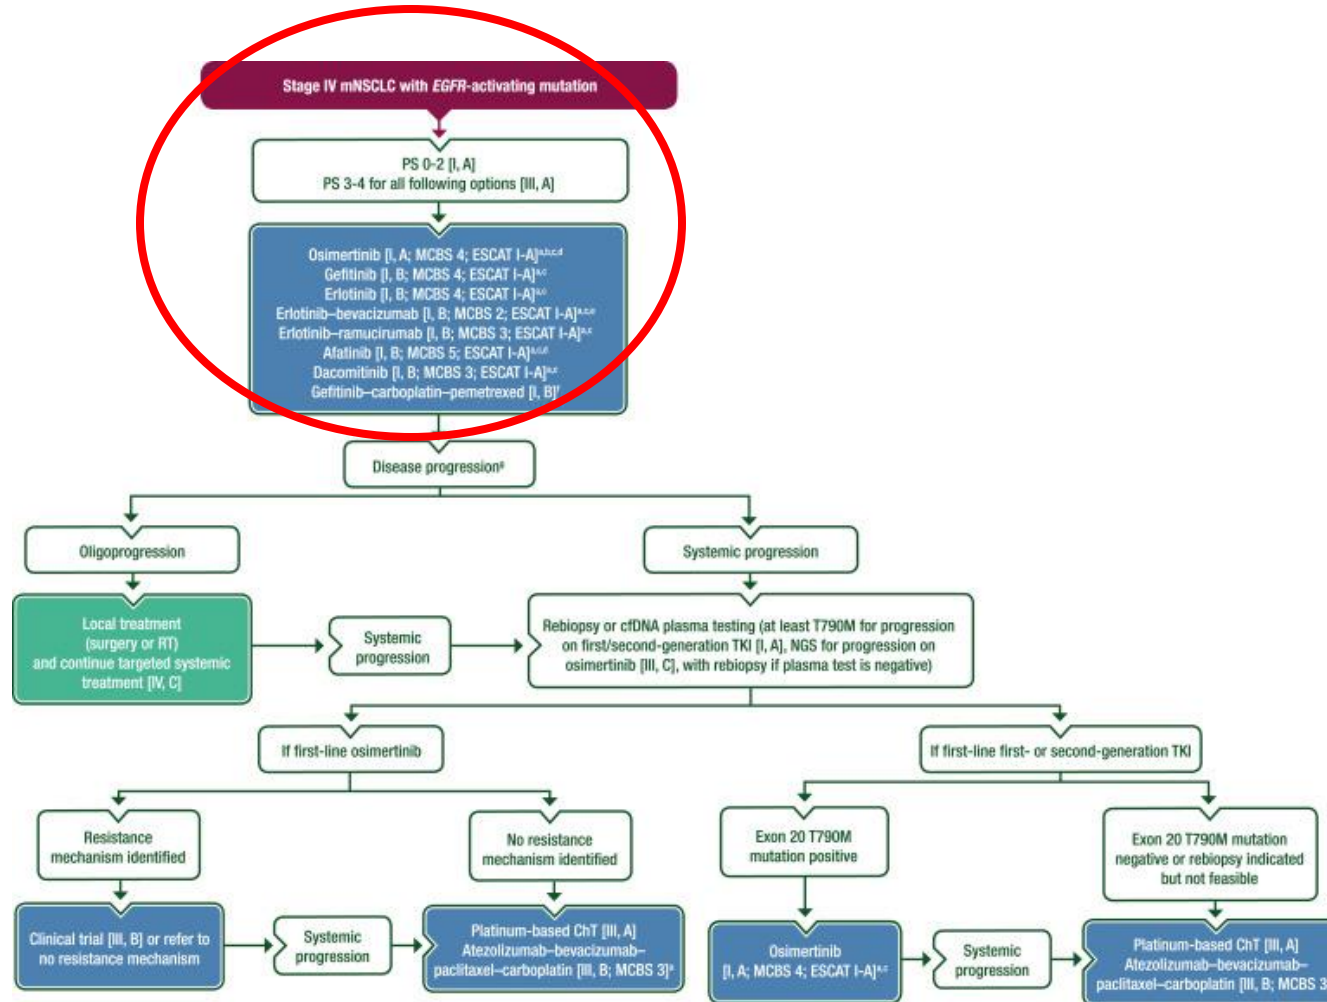 Stage IV mNSCLC with EGFR-activating mutation
PS 0-2 [I, A]
PS 3-4 for all following options [III, A]
Osimertinib [I, A; MCBS 4; ESCAT I-A]a,b,c,d
Gefitinib [I, B; MCBS 4; ESCAT I-A]a,c
Erlotinib [I, B; MCBS 4; ESCAT I-A]a,c
Erlotinib–bevacizumab [I, B; MCBS 2; ESCAT I-A]a,c,e
Erlotinib–ramucirumab [I, B; MCBS 3; ESCAT I-A]a,c
Afatinib [I, B; MCBS 5; ESCAT I-A]a,c,d
Dacomitinib [I, B; MCBS 3; ESCAT I-A]a,c
Gefitinib–carboplatin–pemetrexed [I, B]f
Disease progressiong
Oligoprogression
Systemic progression
Local treatment
(surgery or RT)
and continue targeted systemic
treatment [IV, C]
Systemic
progression
Rebiopsy or cfDNA plasma testing (at least T790M for progression
on first/second-generation TKI [I, A], NGS for progression on
osimertinib [III, C], with rebiopsy if plasma test is negative)
If first-line osimertinib
If first-line first- or second-generation TKI
Resistance
mechanism identified
No resistance
mechanism identified
Exon 20 T790M
mutation positive
Exon 20 T790M mutation
negative or rebiopsy indicated
but not feasible
Clinical trial [III, B] or refer to
no resistance mechanism
Systemic
progression
Platinum-based ChT [III, A]
Atezolizumab–bevacizumab–
paclitaxel–carboplatin [III, B; MCBS 3]a
Osimertinib
[I, A; MCBS 4; ESCAT I-A]a,c
Systemic
progression
Platinum-based ChT [III, A]
Atezolizumab–bevacizumab–
paclitaxel–carboplatin [III, B; MCBS 3